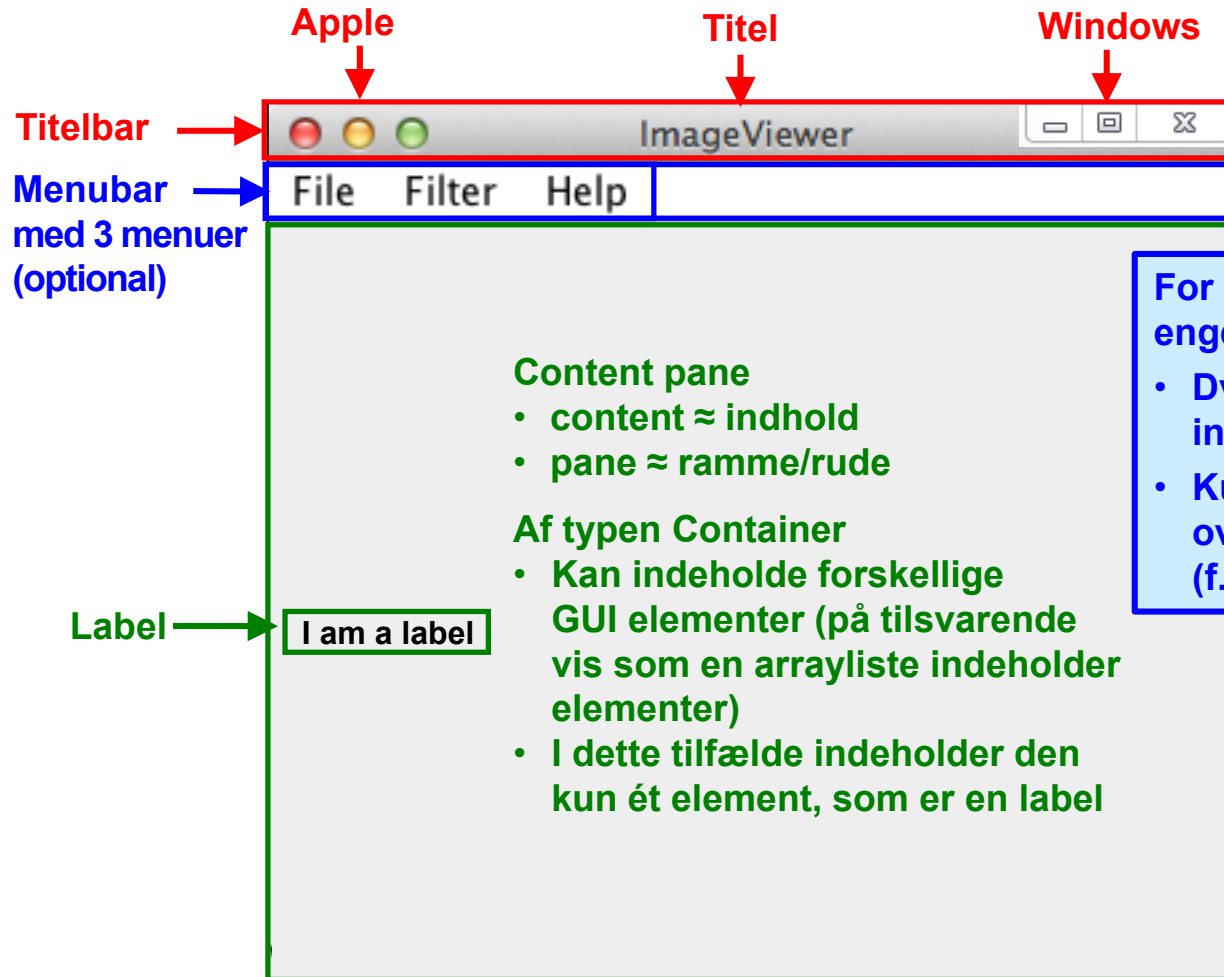 Apple
Titel
Windows
Titelbar
ImageViewer
Menubar
med 3 menuer
(optional)
File Filter Help
For
Content pane
• content ≈ indhold
• pane ≈ ramme/rude
Af typen Container
• Kan indeholde forskellige
GUI elementer (på tilsvarende
vis som en arrayliste indeholder
elementer)
• I dette tilfælde indeholder den
kun ét element, som er en label
Label
I am a label